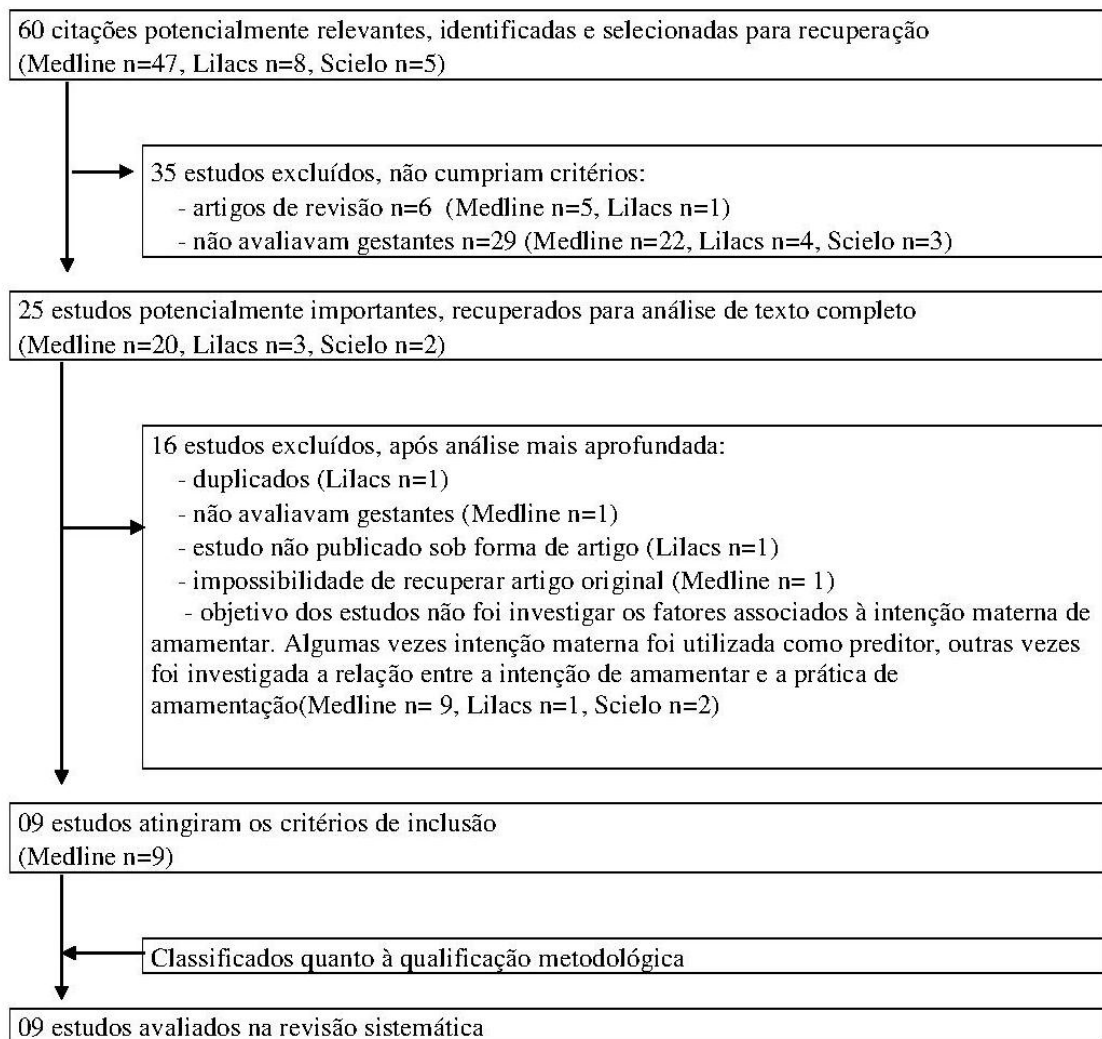 60 citações potencialmente relevantes, identificadas e selecionadas para recuperação
(Medline n=47, Lilacs n=8, Scielo n=5)
35 estudos excluídos, não cumpriam critérios:
- artigos de revisão n=6 (Medline n=5, Lilacs n=1)
- não avaliavam gestantes n=29 (Medline n=22, Lilacs n=4, Scielo n=3)
25 estudos potencialmente importantes, recuperados para análise de texto completo
(Medline n=20, Lilacs n=3, Scielo n=2)
16 estudos excluídos, após análise mais aprofundada:
- duplicados (Lilacs n=1)
- não avaliavam gestantes (Medline n=1)
- estudo não publicado sob forma de artigo (Lilacs n=1)
- impossibilidade de recuperar artigo original (Medline n= 1)
- objetivo dos estudos não foi investigar os fatores associados à intenção materna de
amamentar. Algumas vezes intenção materna foi utilizada como preditor, outras vezes
foi investigada a relação entre a intenção de amamentar e a prática de
amamentação(Medline n= 9, Lilacs n=1, Scielo n=2)
09 estudos atingiram os critérios de inclusão
(Medline n=9)
Classificados quanto à qualificação metodológica
09 estudos avaliados na revisão sistemática